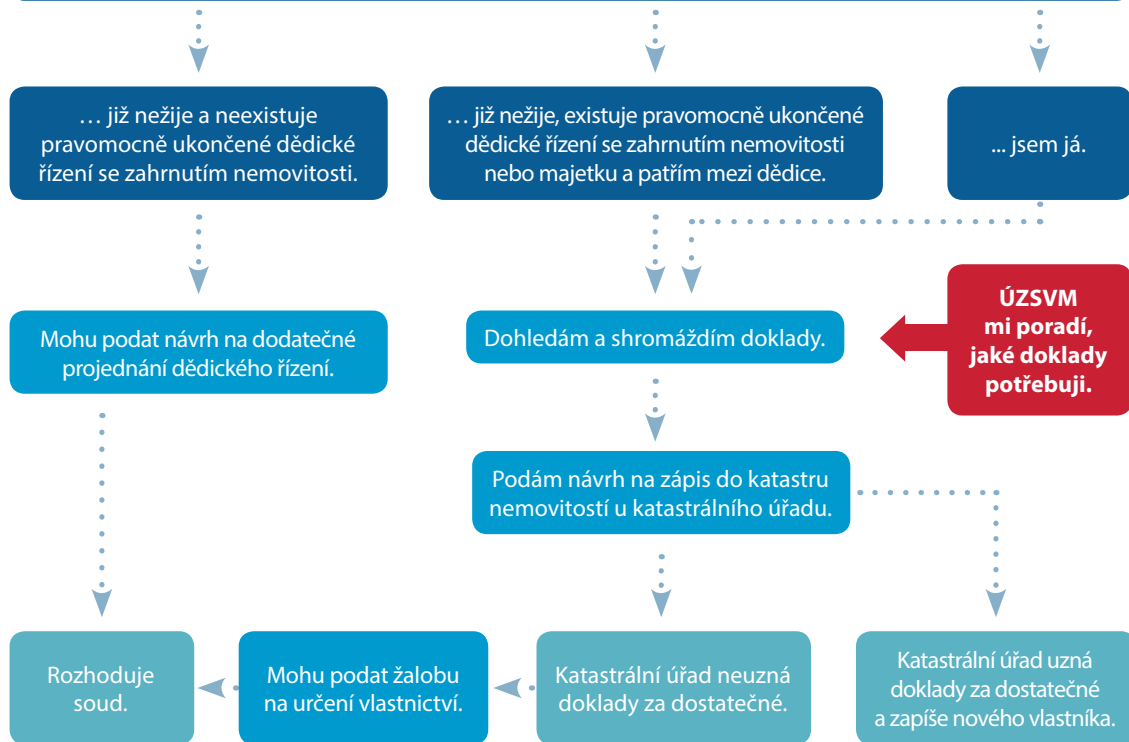 … již nežije a neexistuje
pravomocně ukončené dědické
řízení se zahrnutím nemovitosti.
… již nežije, existuje pravomocně ukončené
dědické řízení se zahrnutím nemovitosti
nebo majetku a patřím mezi dědice.
... jsem já.
Mohu podat návrh na dodatečné
projednání dědického řízení.
Dohledám a shromáždím doklady.
ÚZSVM
mi poradí,
jaké doklady
potřebuji.
Podám návrh na zápis do katastru
nemovitostí u katastrálního úřadu.
Rozhoduje
soud.
Mohu podat žalobu
na určení vlastnictví.
Katastrální úřad neuzná
doklady za dostatečné.
Katastrální úřad uzná
doklady za dostatečné
a zapíše nového vlastníka.